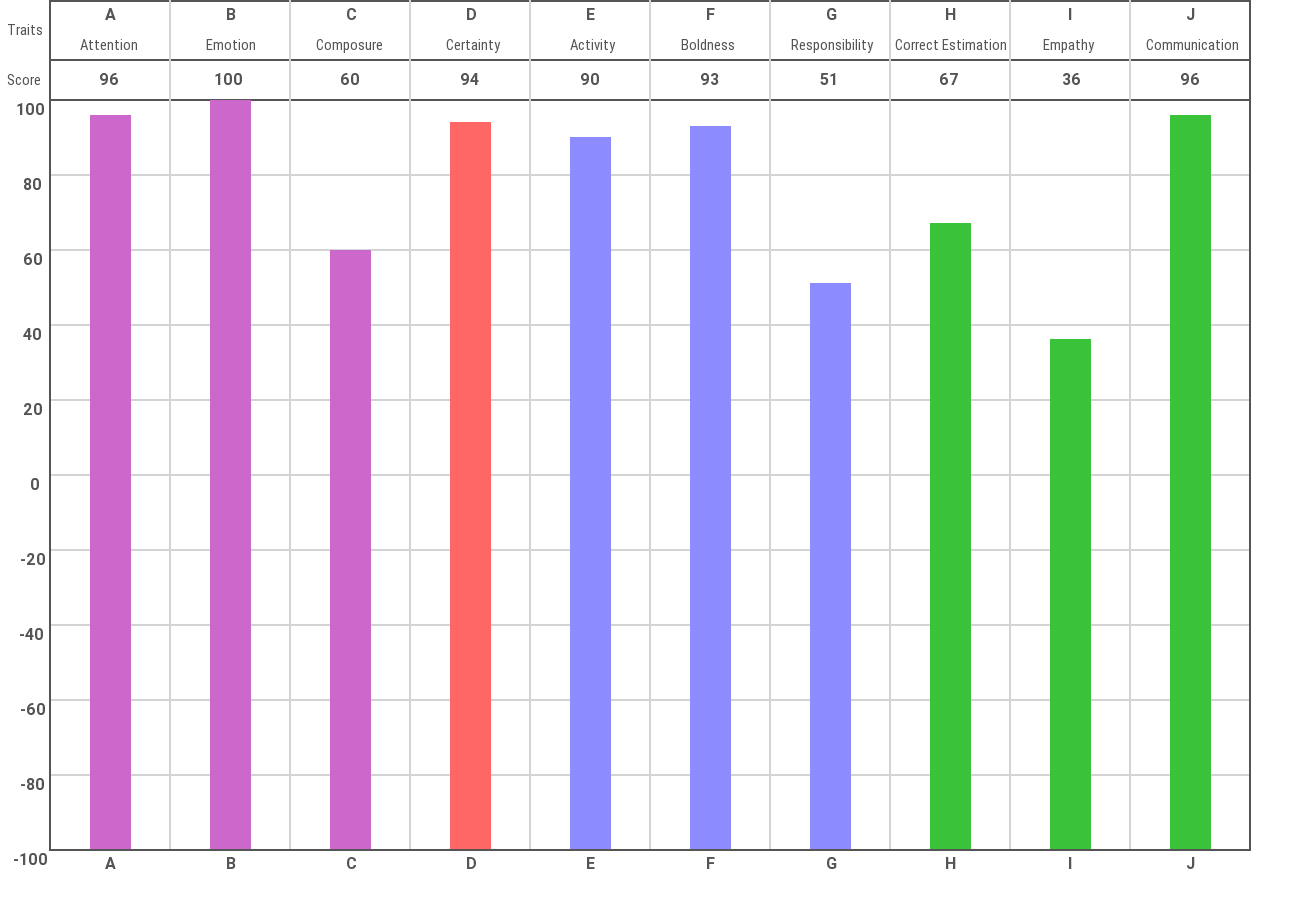 Traits A B C D E F G H I J
Attention Emotion Composure Certainty Activity Boldness Responsibility Correct Estimation Empathy Communication
Score 96 100 60 94 90 93 51 67 36 96
100
80
60
40
20
0
-20
-40
-60
-80
-100
A B C D E F G H I J